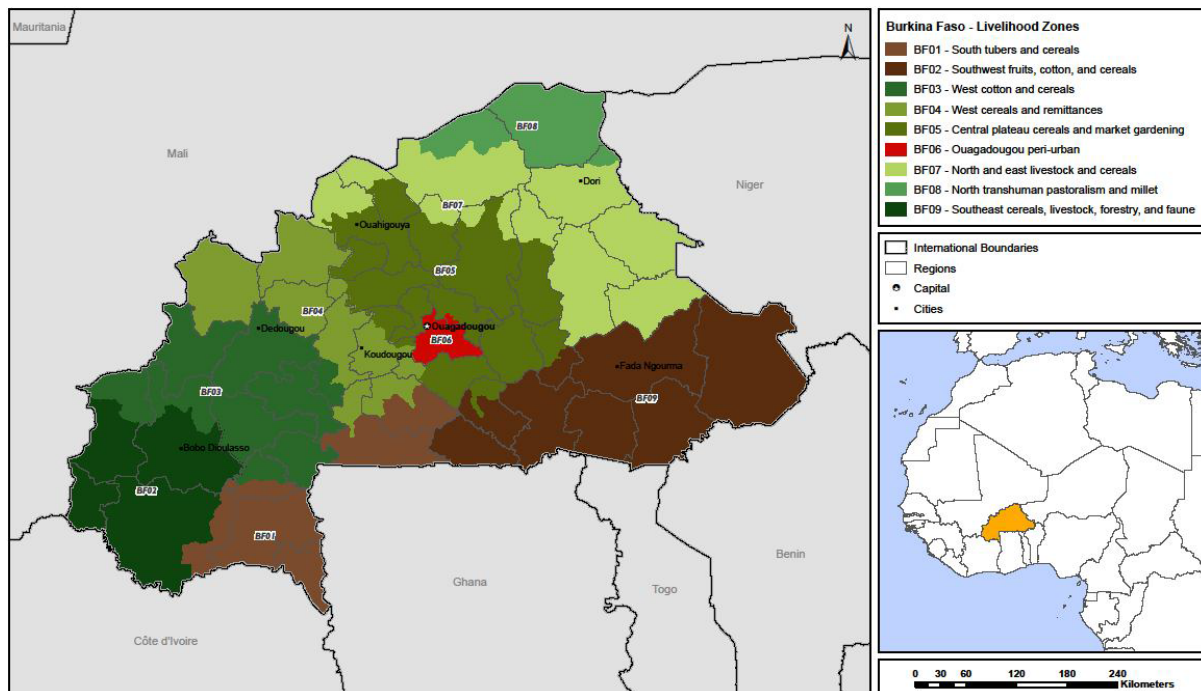 Mauritania
N
Mali
BF08
Dori
Niger
BF07
Ouahigouya
BF05
BF04
Dedougou
Ouagadougou
BF06
Koudougou
Fada Ngourma
BF03
BF09
Bobo Dioulasso
BF02
BF01
Benin
Ghana
Togo
Côte d'Ivoire
Burkina Faso - Livelihood Zones
BF01 - South tubers and cereals
BF02 - Southwest fruits, cotton, and cereals
BF03 - West cotton and cereals
BF04 - West cereals and remittances
BF05 - Central plateau cereals and market gardening
BF06 - Ouagadougou peri-urban
BF07 - North and east livestock and cereals
BF08 - North transhuman pastoralism and millet
BF09 - Southeast cereals, livestock, forestry, and faune
International Boundaries
Regions
Capital
Cities
0 30 60 120 180 240
Kilometers